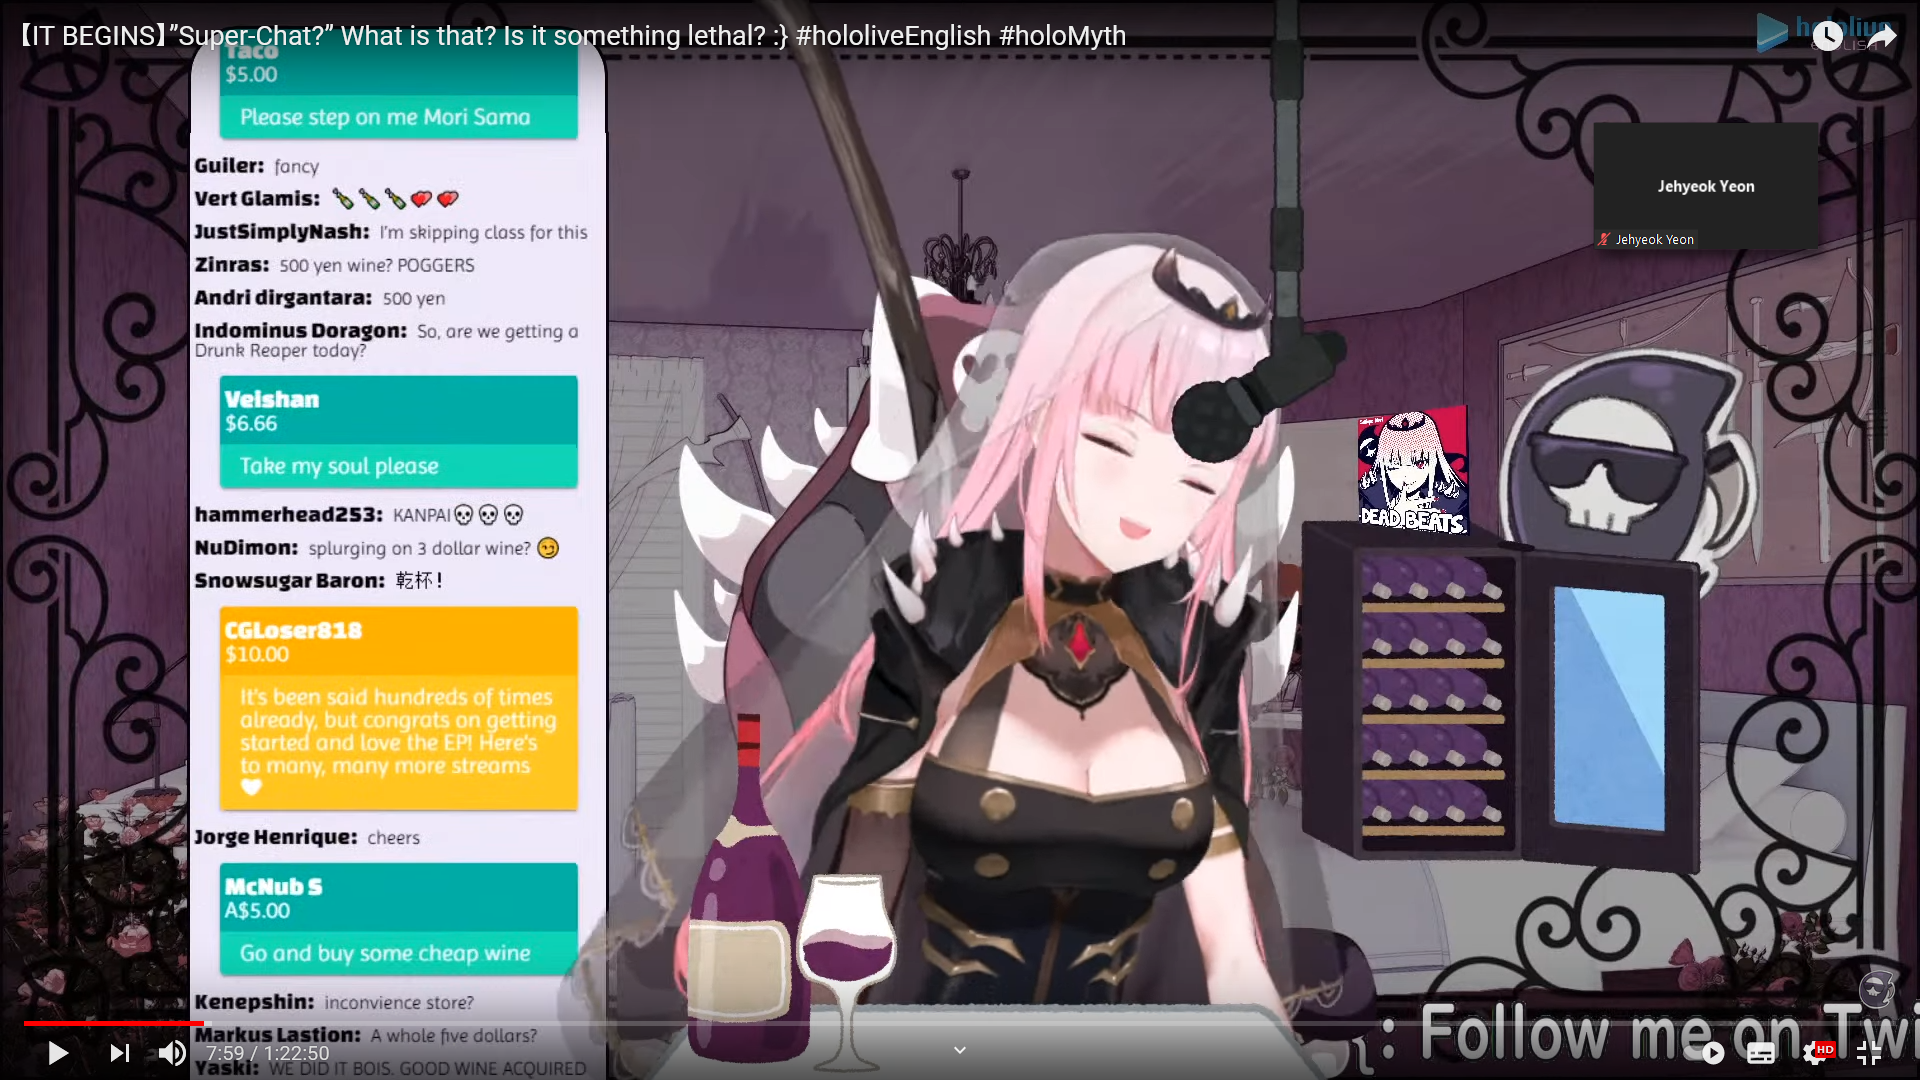 【IT BEGINS】”Super-Chat?” What is that? Is it something lethal? :} #hololiveEnglish #holoMyth
hololive
ENGLISH
Taco
$5.00
Please step on me Mori Sama
Guiler: fancy
Vert Glamis: 🍾🍾🍾💕💕
JustSimplyNash: I'm skipping class for this
Zinras: 500 yen wine? POGGERS
Andri dirgantara: 500 yen
Indominus Doragon: So, are we getting a
Drunk Reaper today?
Velshan
$6.66
Take my soul please
hammerhead253: KANPAI💀💀💀
NuDimon: splurging on 3 dollar wine? 😏
Snowsugar Baron: 乾杯!
CGLoser818
$10.00
It's been said hundreds of times
already, but congrats on getting
started and love the EP! Here's
to many, many more streams
🤍
Jorge Henrique: cheers
McNub S
A$5.00
Go and buy some cheap wine
Kenepshin: inconvience store?
Markus Lastion: A whole five dollars?
Yaski: WE DID IT BOIS. GOOD WINE ACQUIRED
7:59 / 1:22:50
Jehyeok Yeon
Jehyeok Yeon
DEAD BEATS
: Follow me on Twi
HD